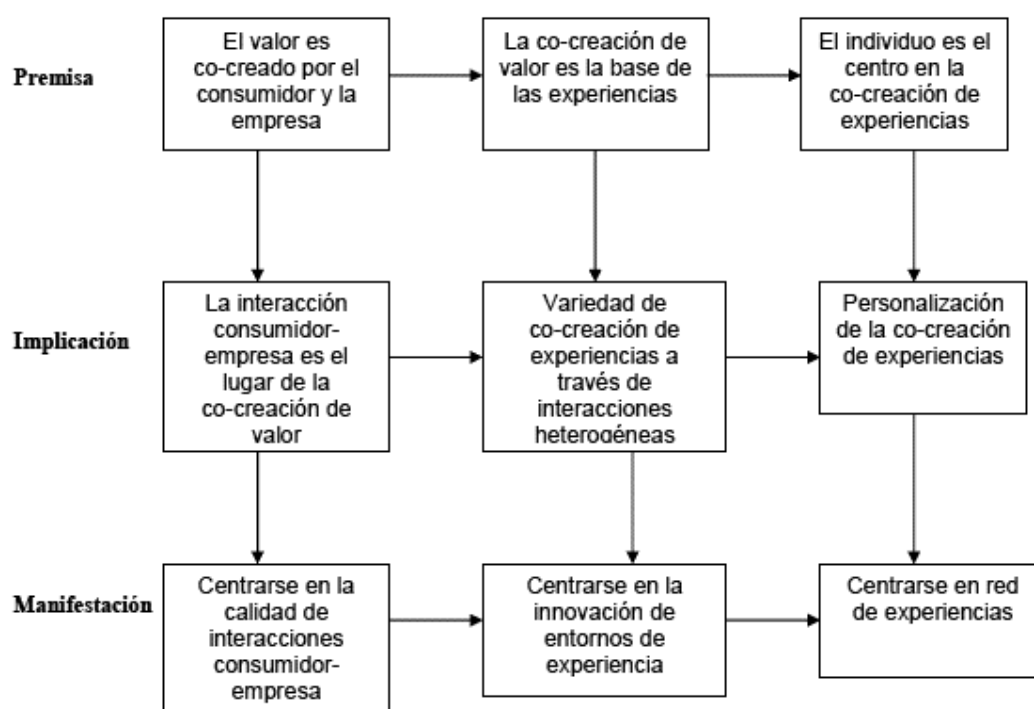 Premisa
El valor es
co-creado por el
consumidor y la
empresa
La co-creación de
valor es la base de
las experiencias
El individuo es el
centro en la
co-creación de
experiencias
Implicación
La interacción
consumidor-
empresa es el
lugar de la
co-creación de
valor
Variedad de
co-creación de
experiencias a
través de
interacciones
heterogéneas
Personalización
de la co-creación
de experiencias
Manifestación
Centrarse en la
calidad de
interacciones
consumidor-
empresa
Centrarse en la
innovación de
entornos de
experiencia
Centrarse en red
de experiencias